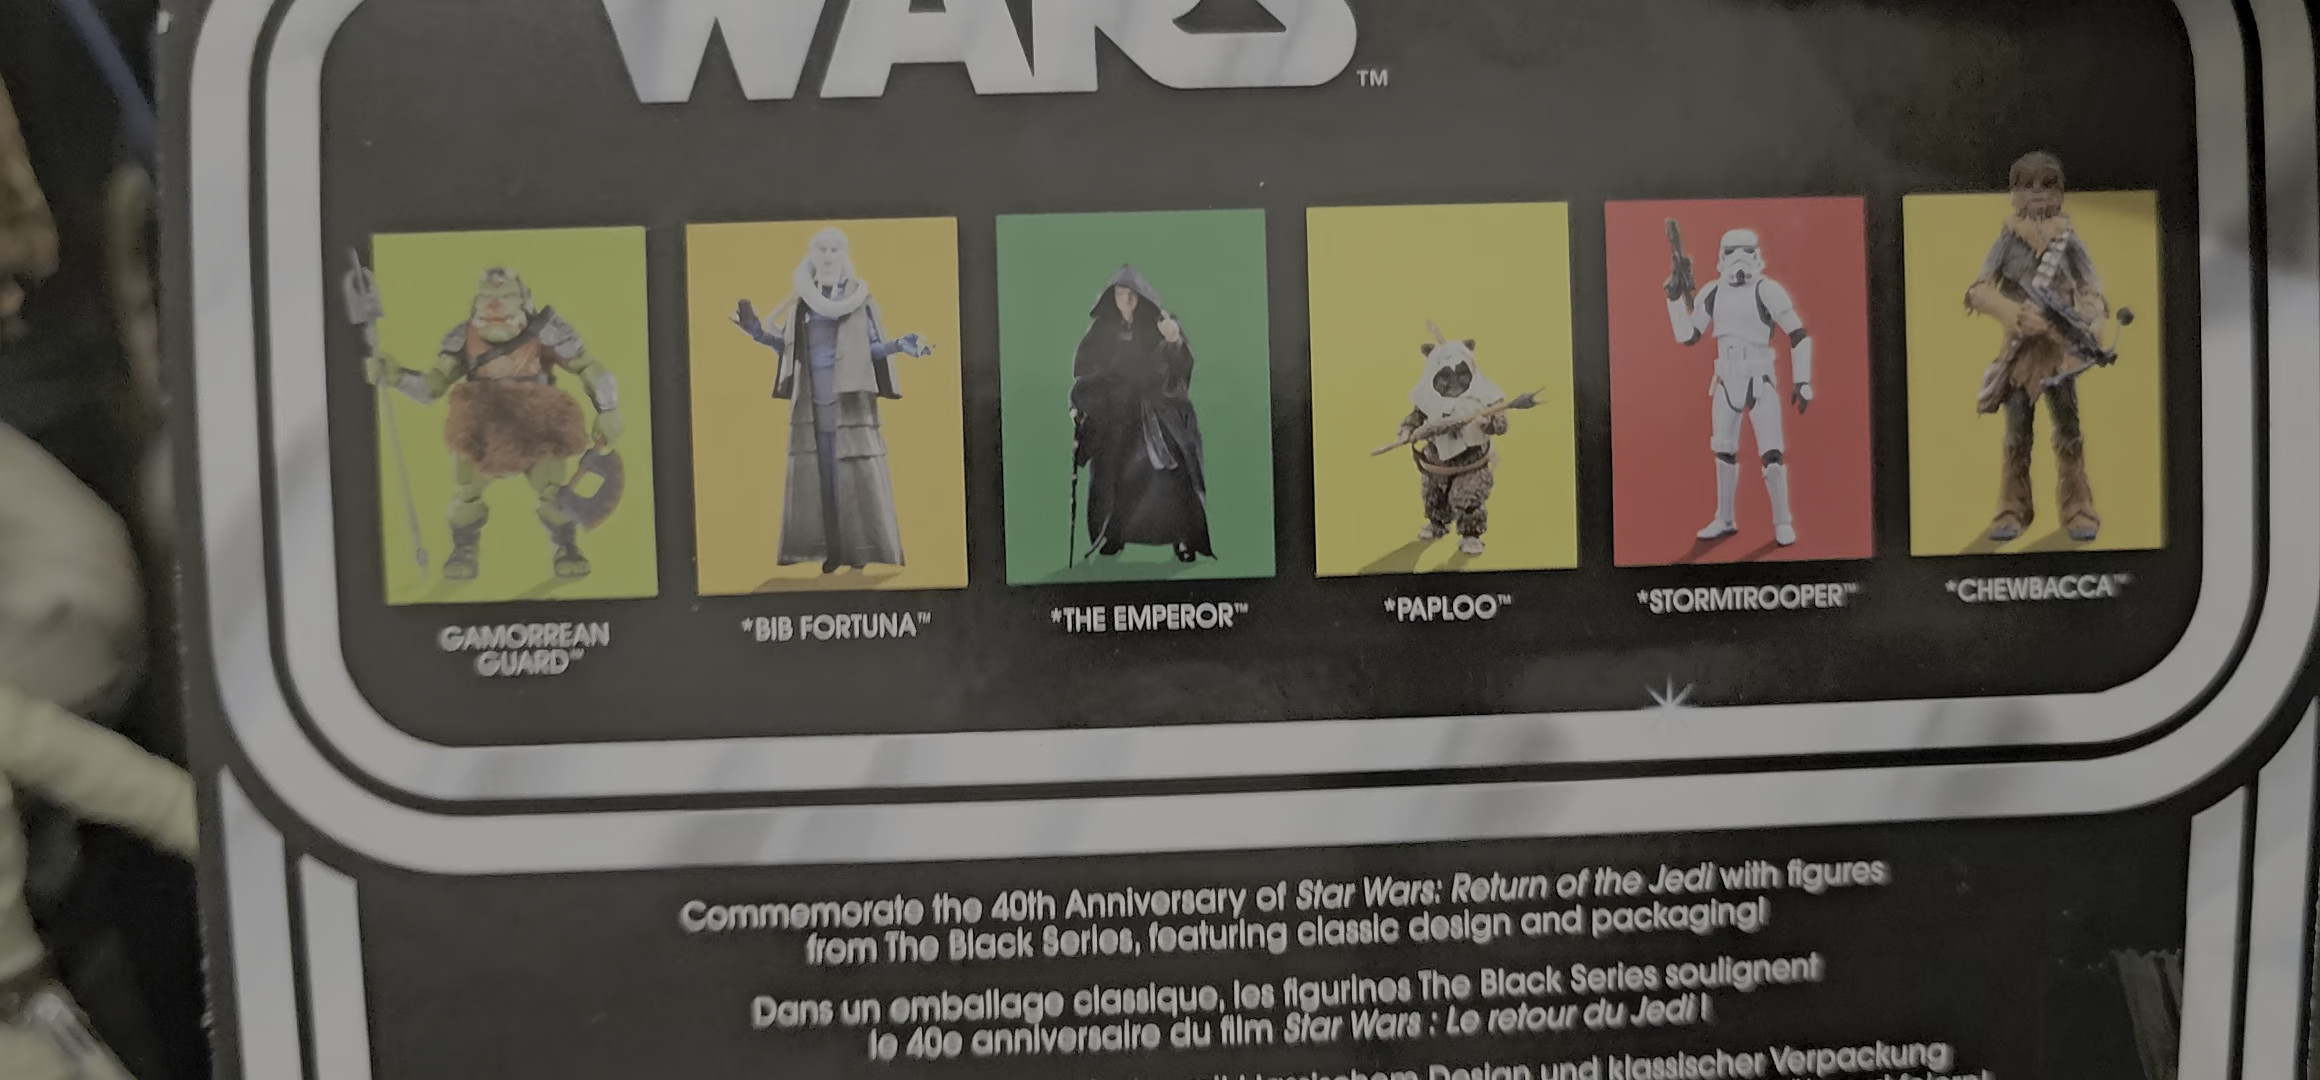 WARS™
GAMORREAN
GUARD™
*BIB FORTUNA™
*THE EMPEROR™
*PAPLOO™
*STORMTROOPER™
*CHEWBACCA™
Commemorate the 40th Anniversary of Star Wars: Return of the Jedi with figures
from The Black Series, featuring classic design and packaging!
Dans un emballage classique, les figurines The Black Series soulignent
le 40e anniversaire du film Star Wars : Le retour du Jedi !
Design und klassischer Verpackung